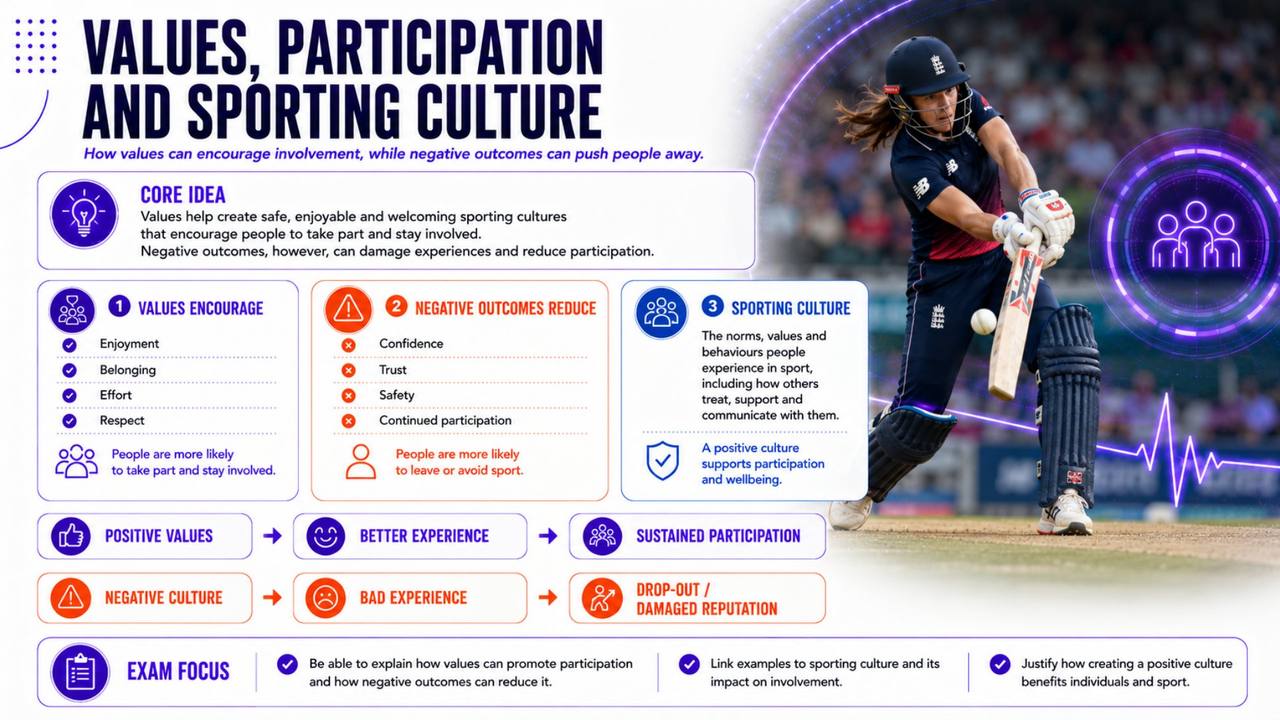 VALUES, PARTICIPATION
AND SPORTING CULTURE
How values can encourage involvement, while negative outcomes can push people away.
CORE IDEA
Values help create safe, enjoyable and welcoming sporting cultures
that encourage people to take part and stay involved.
Negative outcomes, however, can damage experiences and reduce participation.
1 VALUES ENCOURAGE
Enjoyment
Belonging
Effort
Respect
People are more likely
to take part and stay involved.
2 NEGATIVE OUTCOMES REDUCE
Confidence
Trust
Safety
Continued participation
People are more likely
to leave or avoid sport.
3 SPORTING CULTURE
The norms, values and
behaviours people
experience in sport,
including how others
treat, support and
communicate with them.
A positive culture
supports participation
and wellbeing.
POSITIVE VALUES
BETTER EXPERIENCE
SUSTAINED PARTICIPATION
NEGATIVE CULTURE
BAD EXPERIENCE
DROP-OUT /
DAMAGED REPUTATION
EXAM FOCUS
Be able to explain how values can promote participation
and how negative outcomes can reduce it.
Link examples to sporting culture and its
impact on involvement.
Justify how creating a positive culture
benefits individuals and sport.